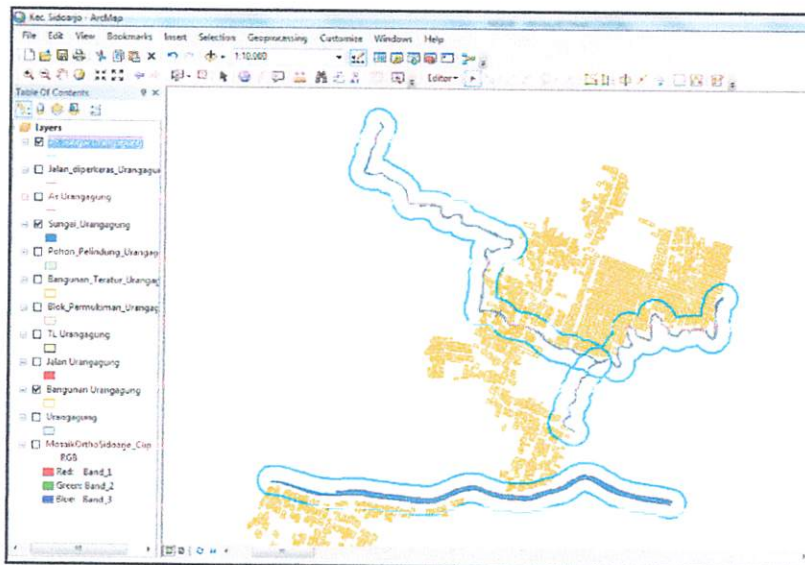 Kec. Sidoarjo - ArcMap
File Edit View Bookmarks Insert Selection Geoprocessing Customize Windows Help
1:10.000
Editor
Table Of Contents
Layers
Jalan_diperkeras_Urangagu
As Urangagung
Sungai_Urangagung
Pohon_Pelindung_Urangag
Bangunan_Teratur_Urangag
Blok_Permukiman_Urangag
TL Urangagung
Jalan Urangagung
Bangunan Urangagung
Urangagung
MosaikOrthoSidoarjo_Clip
RGB
Red: Band_1
Green: Band_2
Blue: Band_3